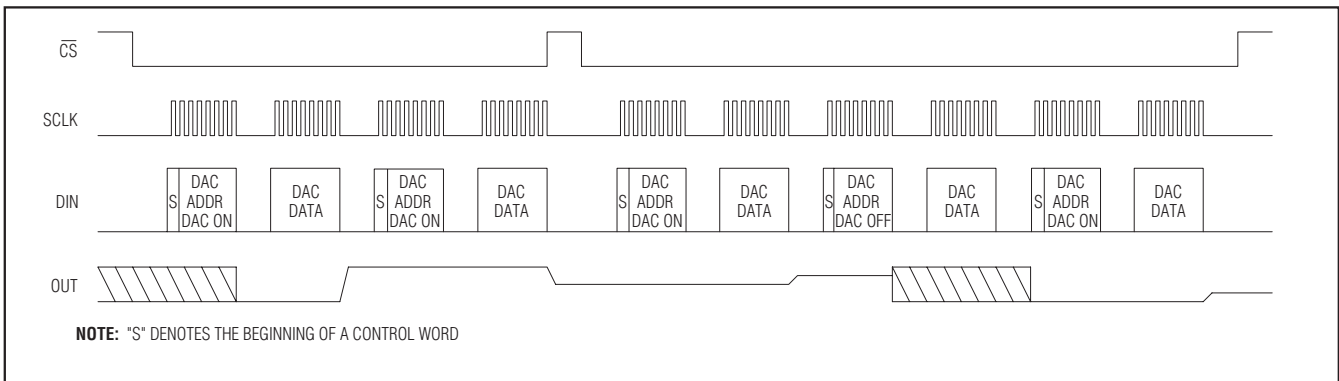 CS
SCLK
DIN
S
DAC
ADDR
DAC ON
DAC
DATA
S
DAC
ADDR
DAC ON
DAC
DATA
S
DAC
ADDR
DAC ON
DAC
DATA
S
DAC
ADDR
DAC OFF
DAC
DATA
S
DAC
ADDR
DAC ON
DAC
DATA
OUT
NOTE: "S" DENOTES THE BEGINNING OF A CONTROL WORD